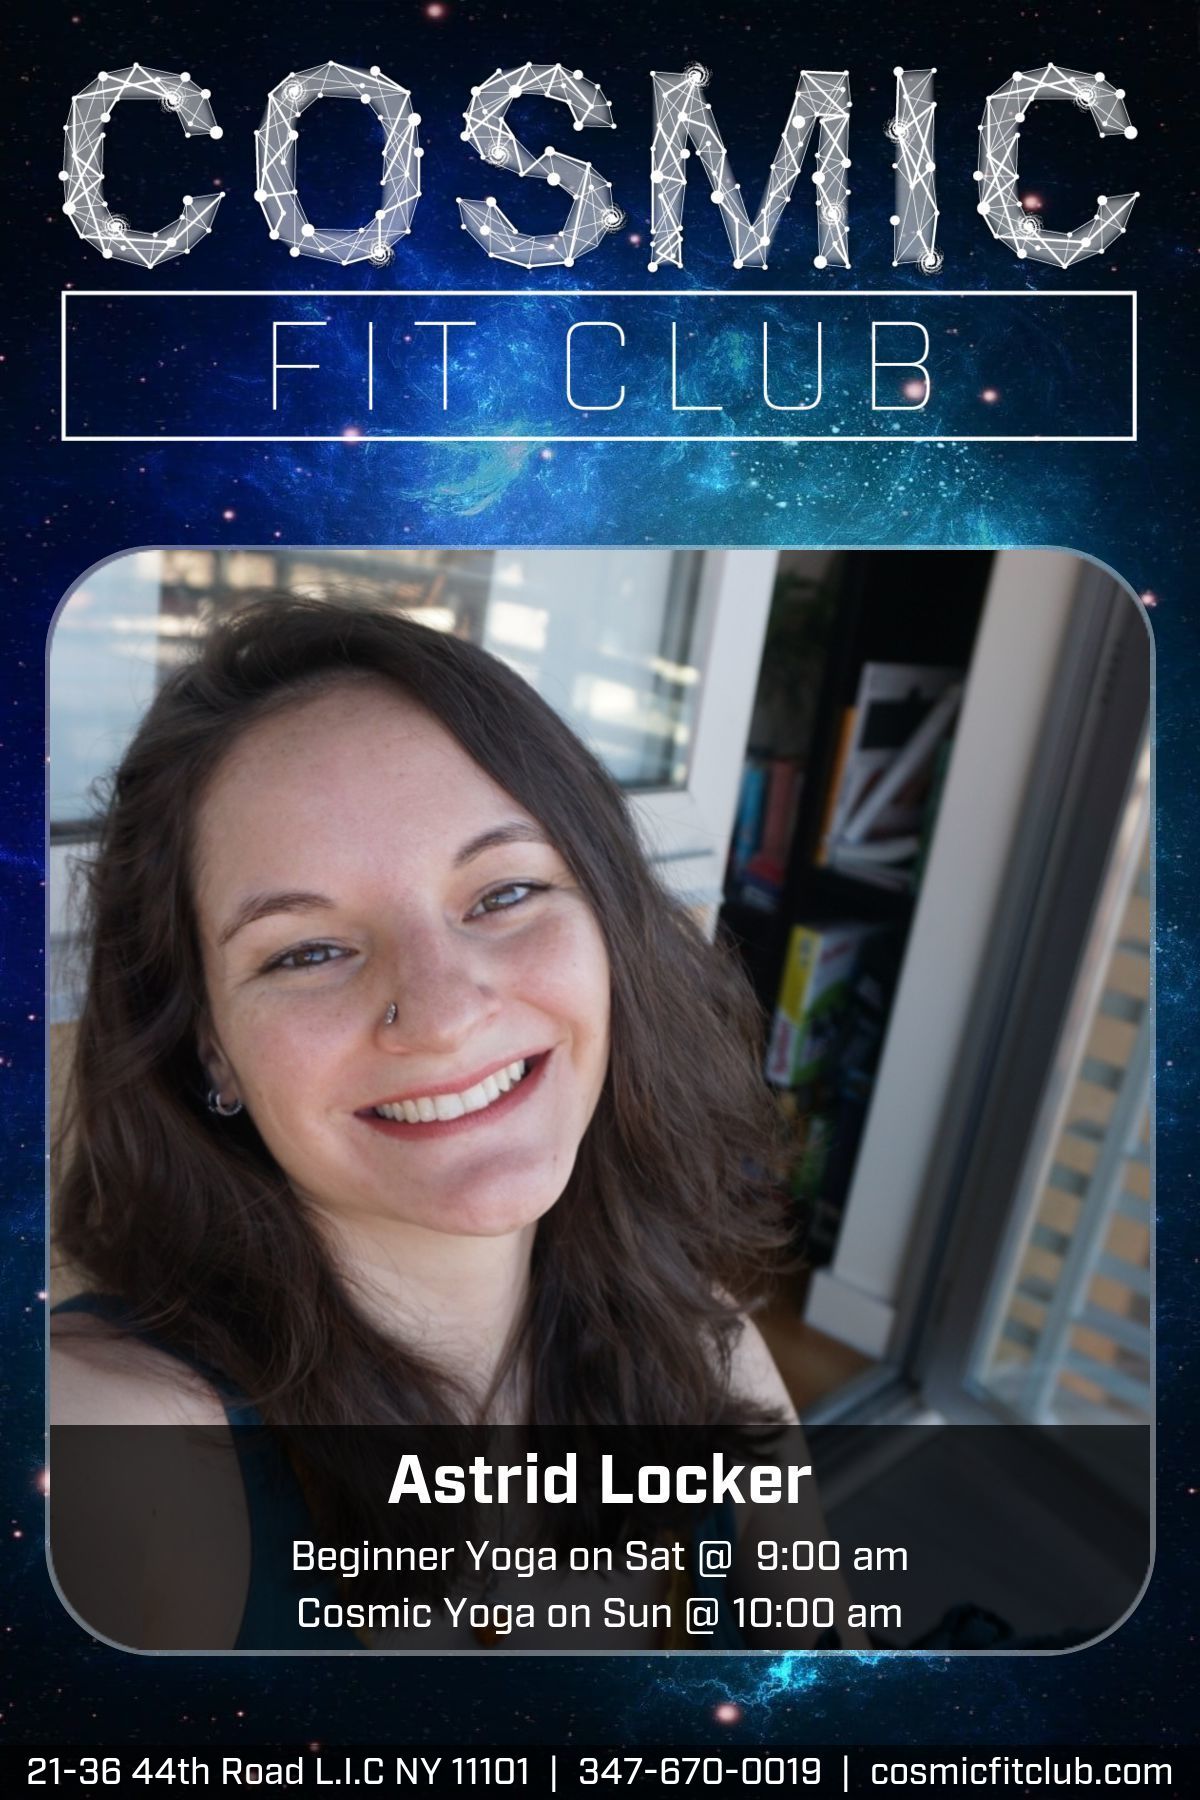 COSMIC
FIT CLUB
Astrid Locker
Beginner Yoga on Sat @ 9:00 am
Cosmic Yoga on Sun @ 10:00 am
21-36 44th Road L.I.C NY 11101 | 347-670-0019 | cosmicfitclub.com